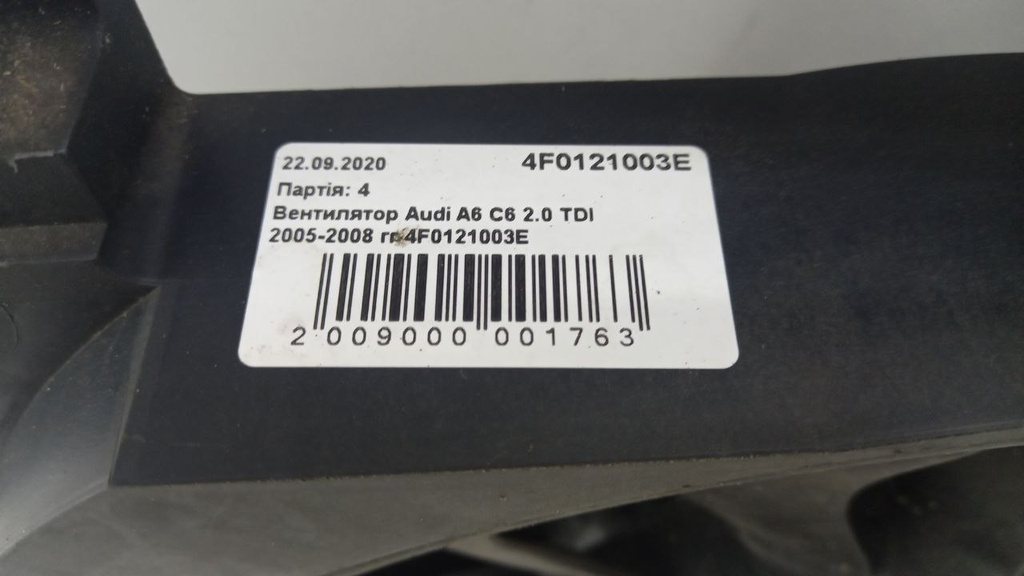 22.09.2020 4F0121003E
Партія: 4
Вентилятор Audi A6 C6 2.0 TDI
2005-2008 гг 4F0121003E
2 009000 001763